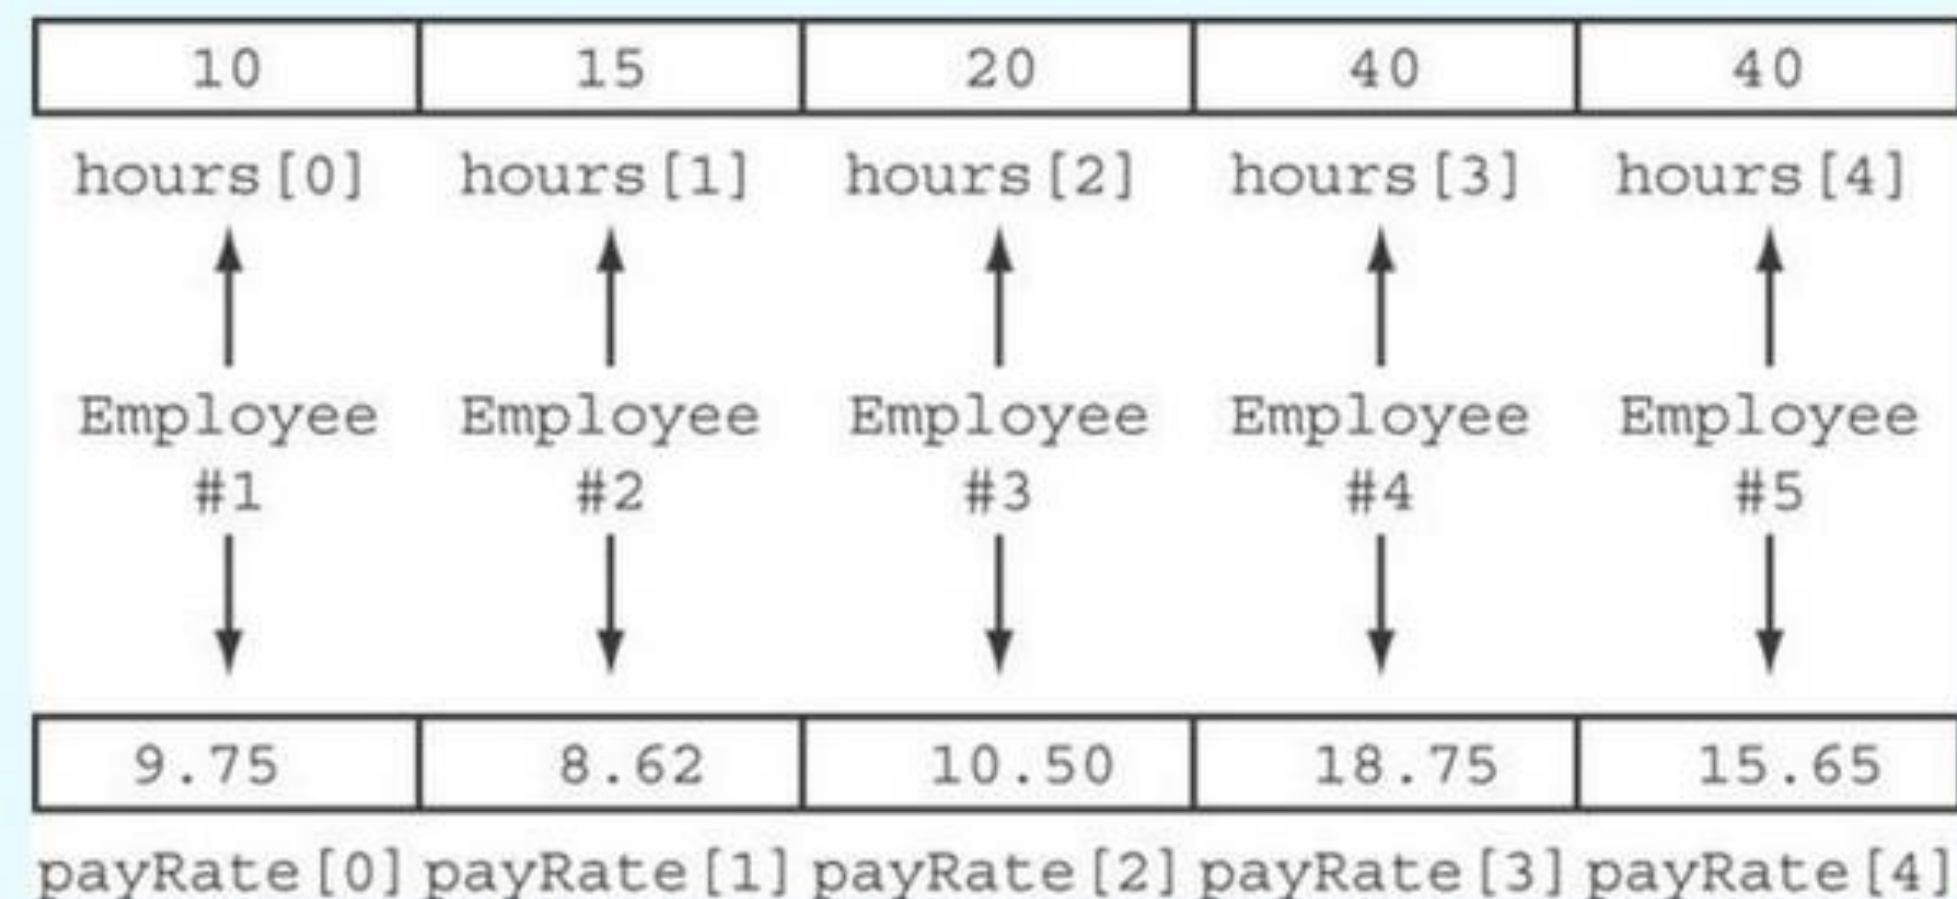 10 15 20 40 40
hours[0] hours[1] hours[2] hours[3] hours[4]
Employee Employee Employee Employee Employee
#1 #2 #3 #4 #5
9.75 8.62 10.50 18.75 15.65
payRate[0] payRate[1] payRate[2] payRate[3] payRate[4]